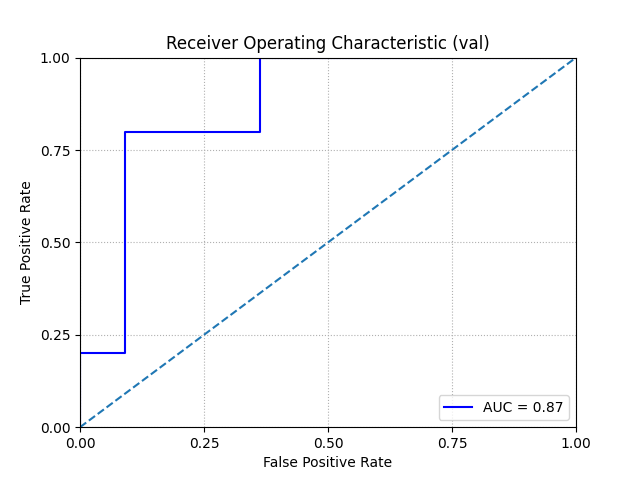 Receiver Operating Characteristic (val)
1.00
0.75
0.50
0.25
0.00
True Positive Rate
AUC = 0.87
0.00 0.25 0.50 0.75 1.00
False Positive Rate